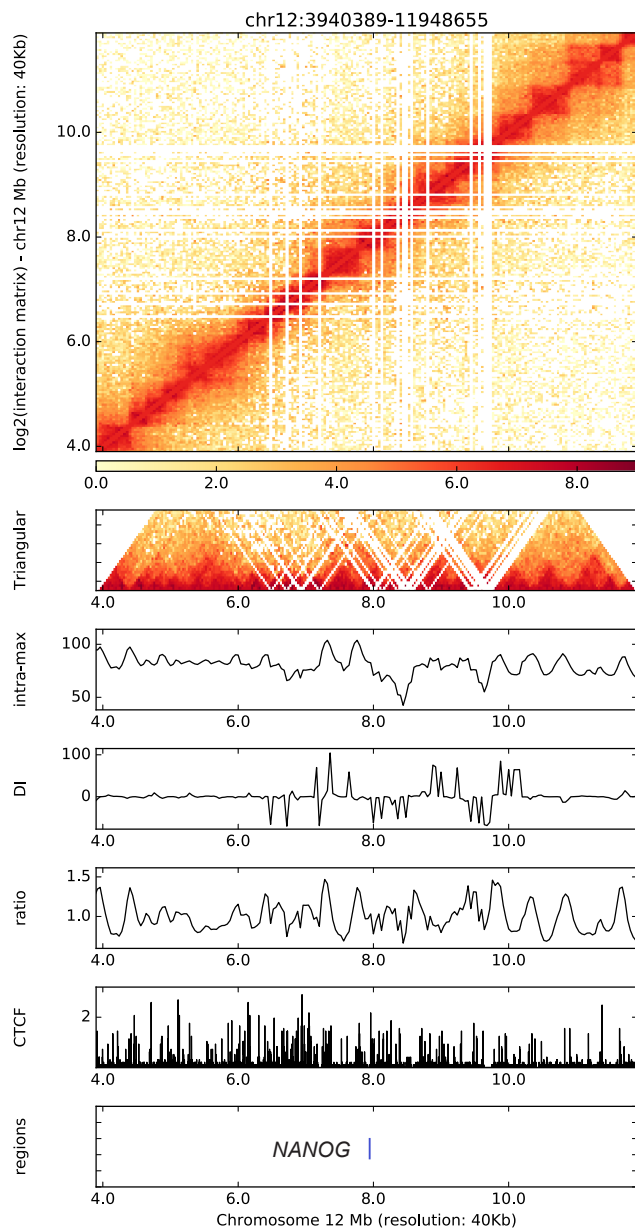 chr12:3940389-11948655
log2(interaction matrix) - chr12 Mb (resolution: 40Kb)
10.0
8.0
6.0
4.0
0.0 2.0 4.0 6.0 8.0
Triangular
4.0 6.0 8.0 10.0
intra-max
100
50
4.0 6.0 8.0 10.0
DI
100
0
4.0 6.0 8.0 10.0
ratio
1.5
1.0
4.0 6.0 8.0 10.0
CTCF
2
4.0 6.0 8.0 10.0
regions
NANOG
4.0 6.0 8.0 10.0
Chromosome 12 Mb (resolution: 40Kb)